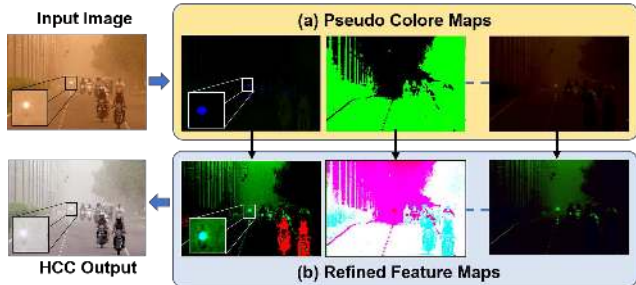 Input Image
(a) Pseudo Colore Maps
HCC Output
(b) Refined Feature Maps